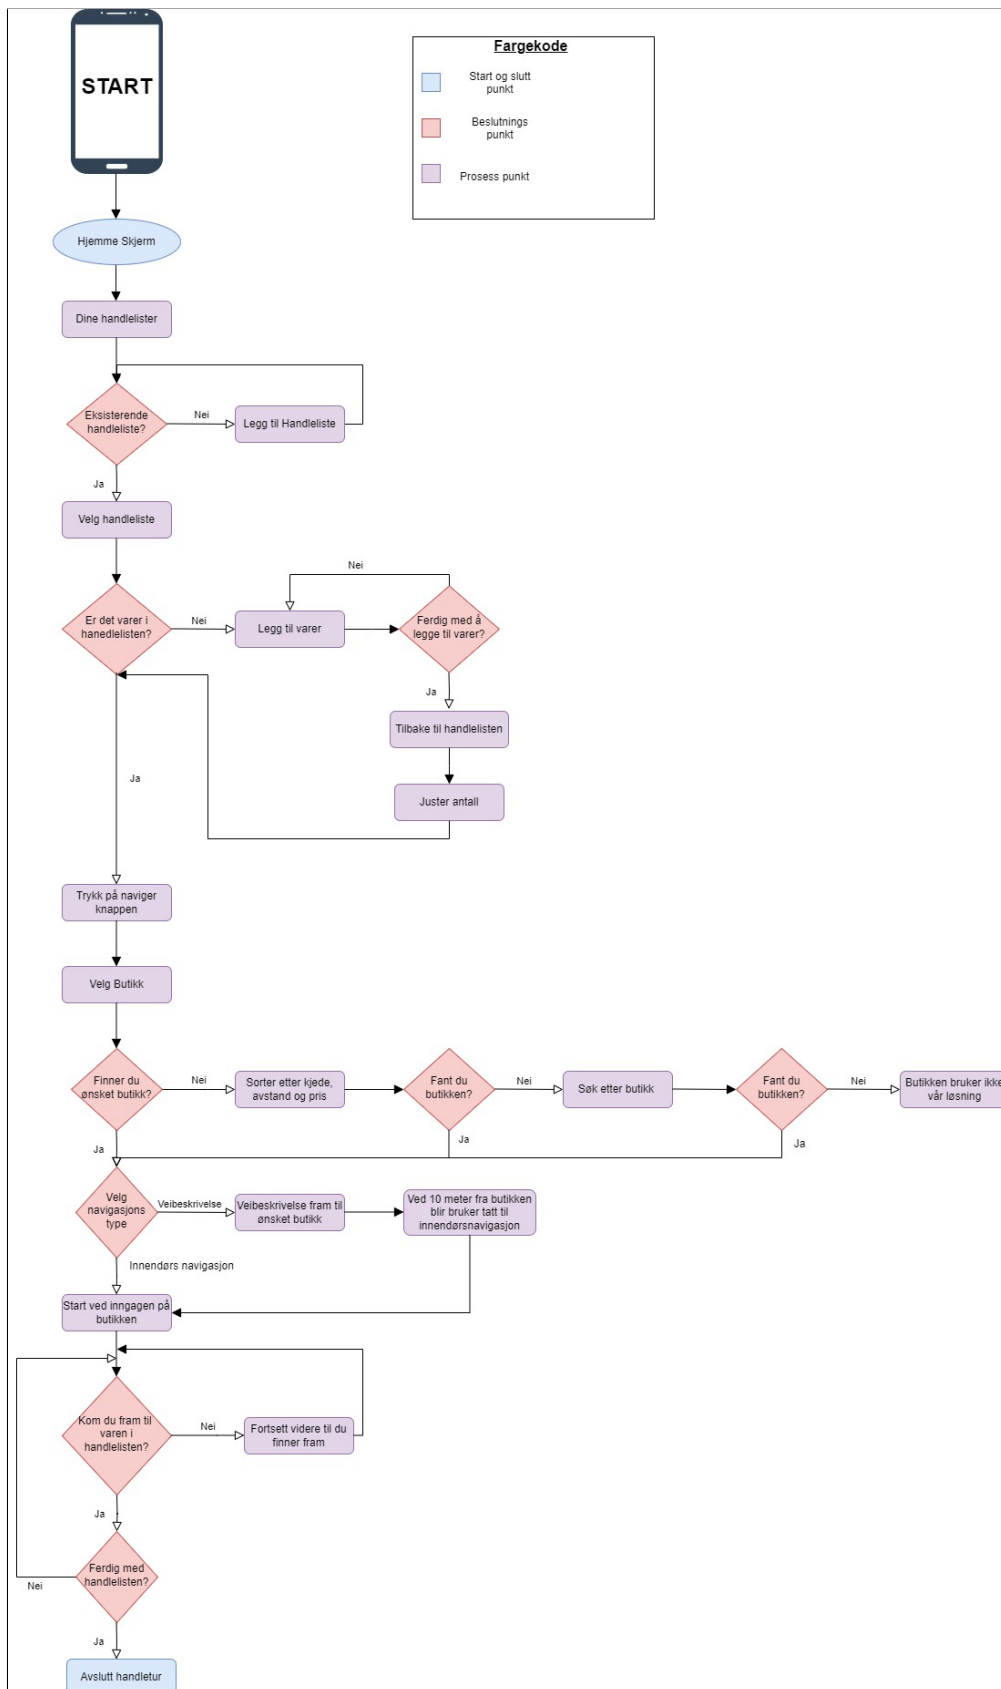 START
Fargekode
Start og slutt
punkt
Beslutnings
punkt
Prosess punkt
Hjemme Skjerm
Dine handlelister
Eksisterende
handleliste?
Nei
Legg til Handleliste
Ja
Velg handleliste
Er det varer i
hanedlelisten?
Nei
Legg til varer
Nei
Ferdig med å
legge til varer?
Ja
Tilbake til handlelisten
Juster antall
Ja
Trykk på naviger
knappen
Velg Butikk
Finner du
ønsket butikk?
Nei
Sorter etter kjede,
avstand og pris
Fant du
butikken?
Nei
Søk etter butikk
Fant du
butikken?
Nei
Butikken bruker ikke
vår løsning
Ja
Ja
Ja
Velg
navigasjons
type
Veibeskrivelse
Veibeskrivelse fram til
ønsket butikk
Ved 10 meter fra butikken
blir bruker tatt til
innendørsnavigasjon
Innendørs navigasjon
Start ved inngagen på
butikken
Kom du fram til
varen i
handlelisten?
Nei
Fortsett videre til du
finner fram
Ja
Ferdig med
handlelisten?
Nei
Ja
Avslutt handletur